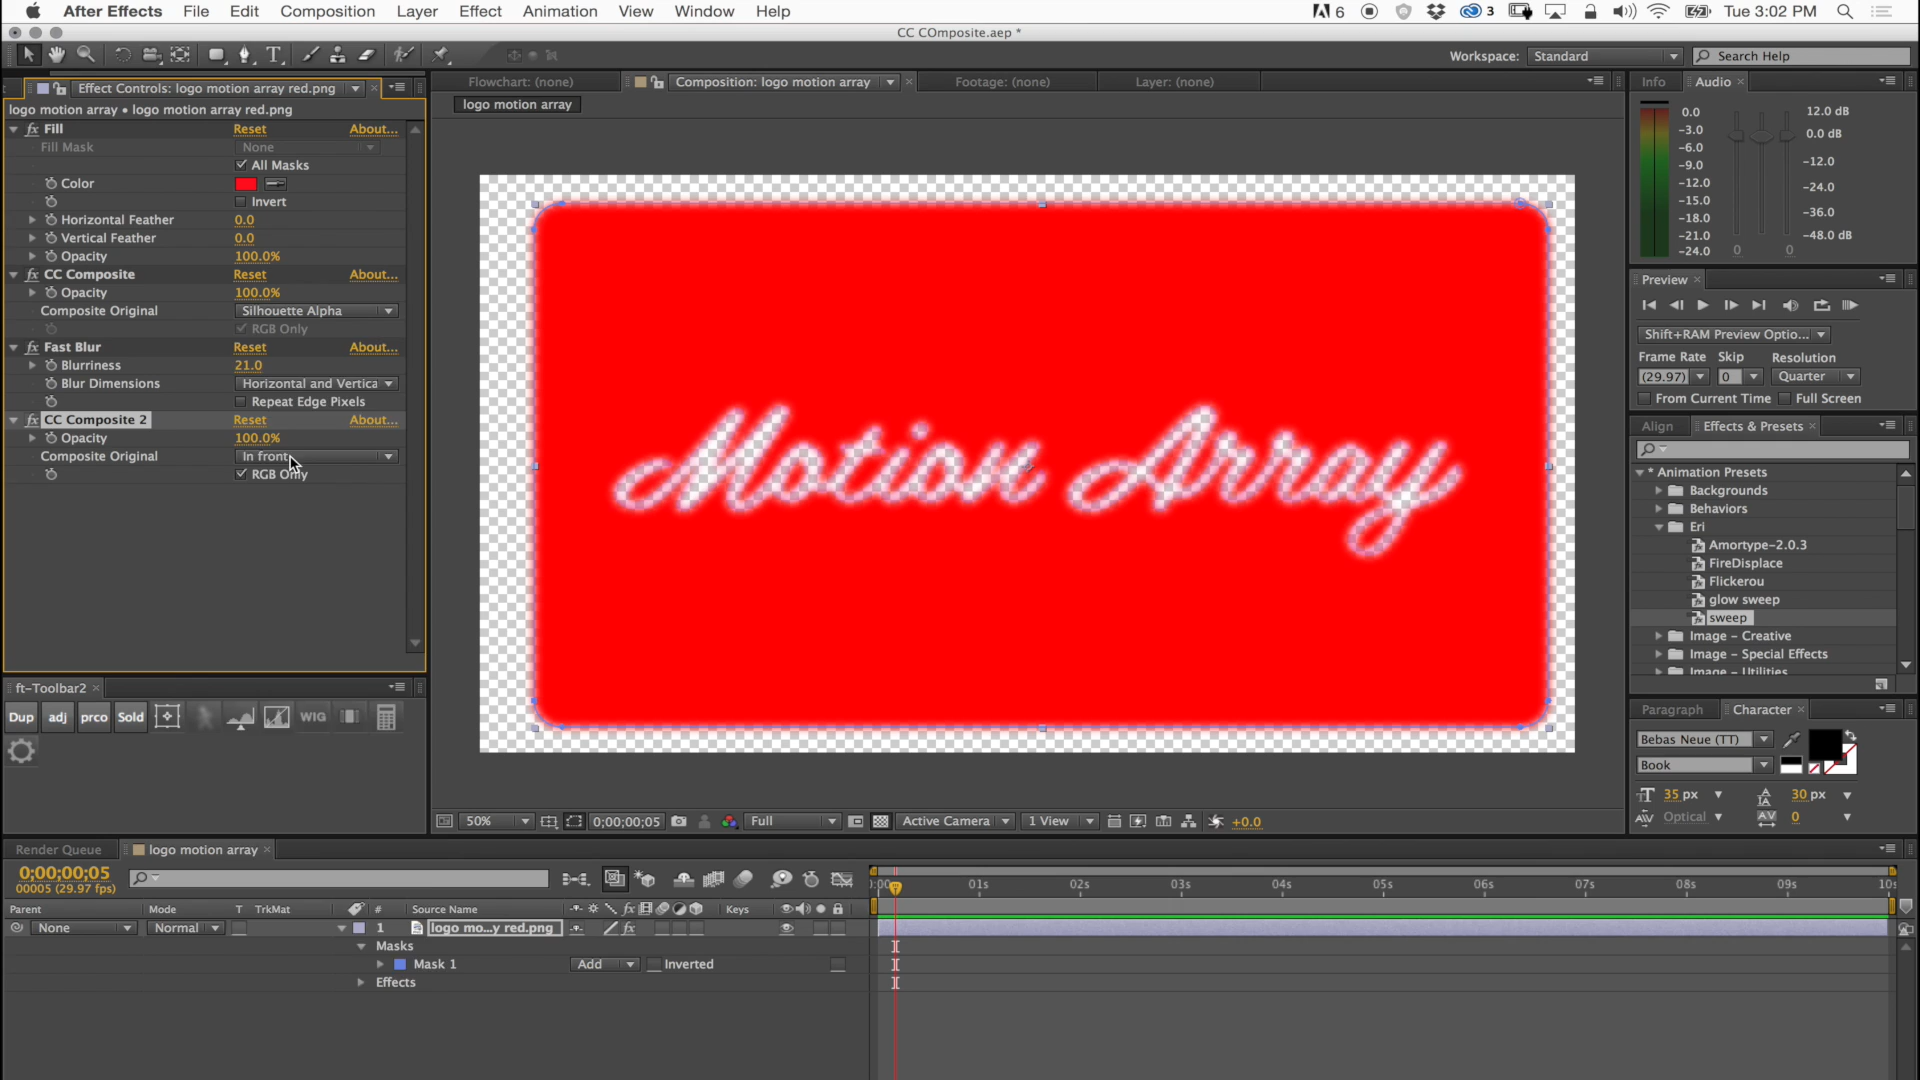 After Effects File Edit Composition Layer Effect Animation View Window Help 6 3 Tue 3:02 PM
CC COmposite.aep *
Workspace: Standard Search Help
Effect Controls: logo motion array red.png
Flowchart: (none) Composition: logo motion array Footage: (none) Layer: (none)
Info Audio
logo motion array • logo motion array red.png
logo motion array
Fill Reset About...
Fill Mask None
All Masks
Color
Invert
Horizontal Feather 0.0
Vertical Feather 0.0
Opacity 100.0%
CC Composite Reset About...
Opacity 100.0%
Composite Original Silhouette Alpha
RGB Only
Fast Blur Reset About...
Blurriness 21.0
Blur Dimensions Horizontal and Vertica
Repeat Edge Pixels
CC Composite 2 Reset About...
Opacity 100.0%
Composite Original In front
RGB Only
Motion Array
0.0 12.0 dB
-3.0 0.0 dB
-6.0
-9.0 -12.0
-12.0 -24.0
-15.0
-18.0 -36.0
-21.0 -48.0 dB
-24.0 0 0
Preview
Shift+RAM Preview Optio...
Frame Rate Skip Resolution
(29.97) 0 Quarter
From Current Time Full Screen
Align Effects & Presets
* Animation Presets
Backgrounds
Behaviors
Eri
Amortype-2.0.3
FireDisplace
Flickerou
glow sweep
sweep
Image – Creative
Image – Special Effects
Image – Utilities
Paragraph Character
Bebas Neue (TT)
Book
35 px 30 px
Optical 0
ft-Toolbar2
Dup adj prco Sold WIG
50% 0;00;00;05 Full Active Camera 1 View +0.0
Render Queue logo motion array
0;00;00;05
00005 (29.97 fps)
01s 02s 03s 04s 05s 06s 07s 08s 09s
Parent Mode T TrkMat # Source Name Keys
None Normal 1 logo mo...y red.png
Masks
Mask 1 Add Inverted
Effects